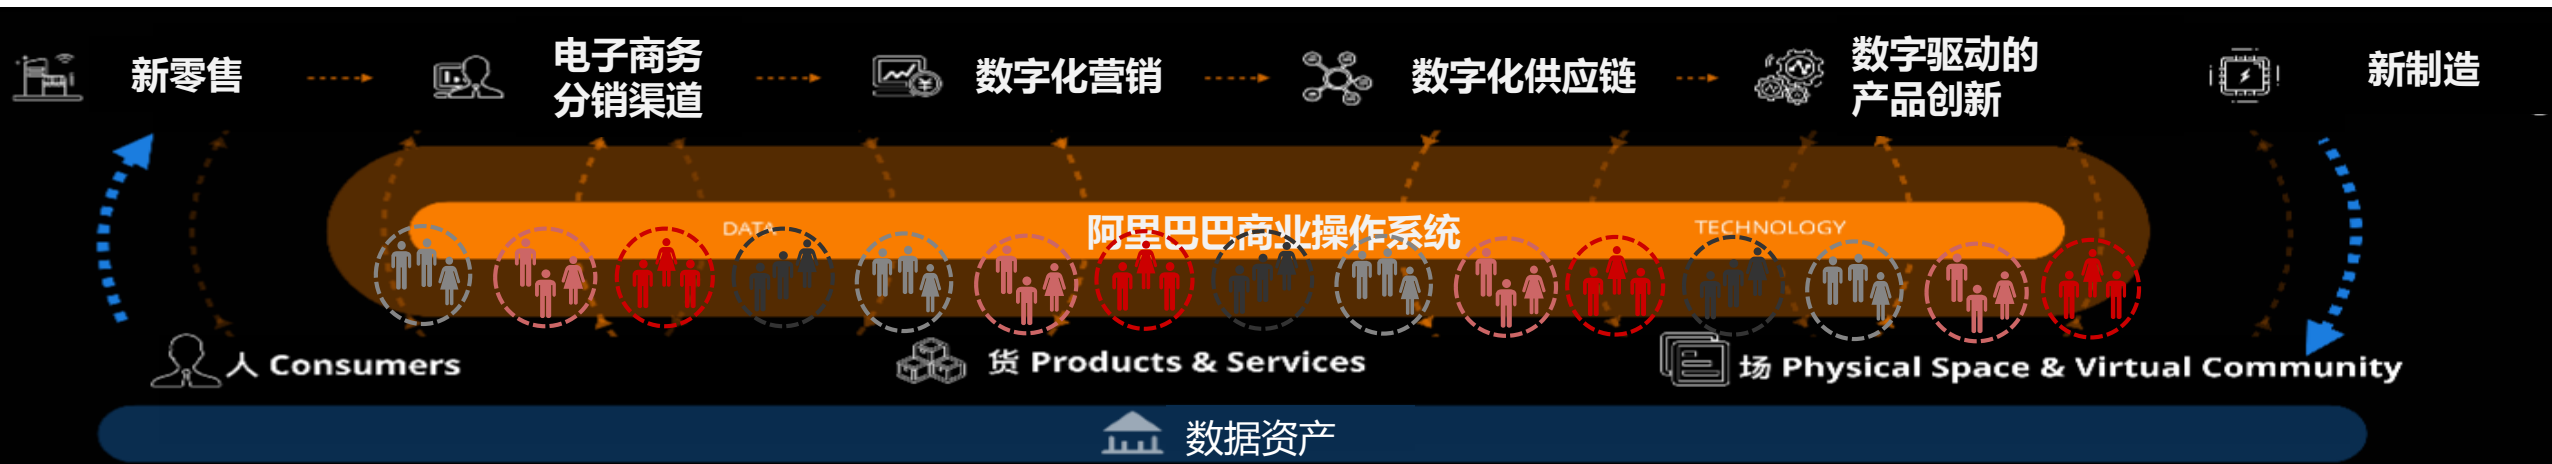 新零售
电子商务
分销渠道
数字化营销
数字化供应链
数字驱动的
产品创新
新制造
DATA
阿里巴巴商业操作系统
TECHNOLOGY
人 Consumers
货 Products & Services
场 Physical Space & Virtual Community
数据资产